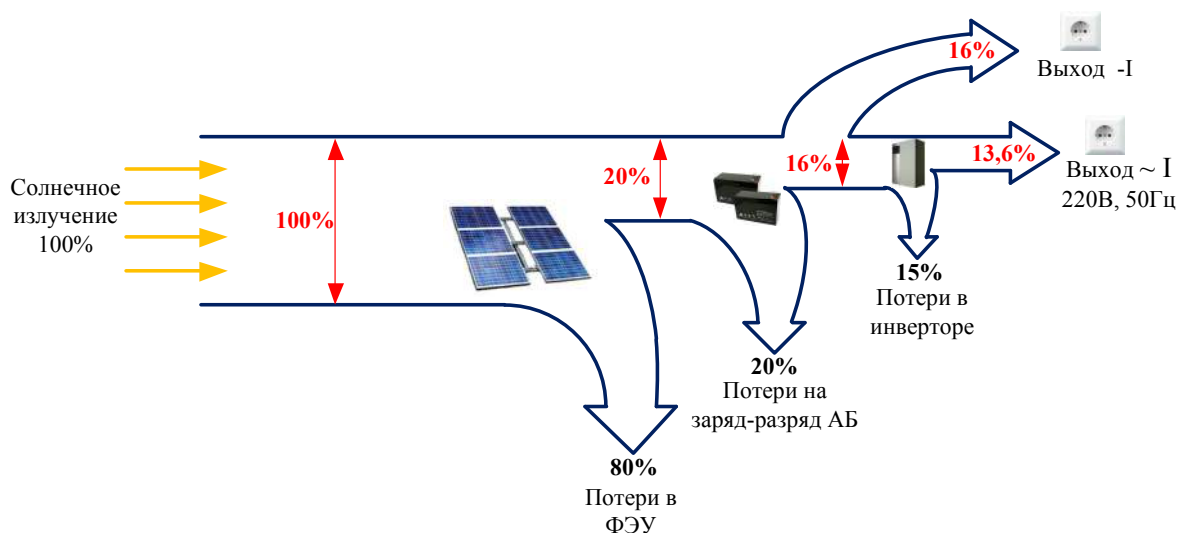 Солнечное
излучение
100%
100%
20%
16%
16%
Выход -I
13,6%
Выход ~ I
220В, 50Гц
15%
Потери в
инверторе
20%
Потери на
заряд-разряд АБ
80%
Потери в
ФЭУ